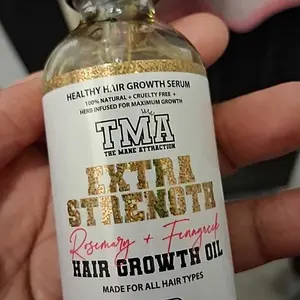 HEALTHY HAIR GROWTH SERUM
100% NATURAL + CRUELTY FREE +
HERB INFUSED FOR MAXIMUM GROWTH
TMA
THE MANE ATTRACTION
EXTRA
STRENGTH
Rosemary + Fenugreek
HAIR GROWTH OIL
MADE FOR ALL HAIR TYPES